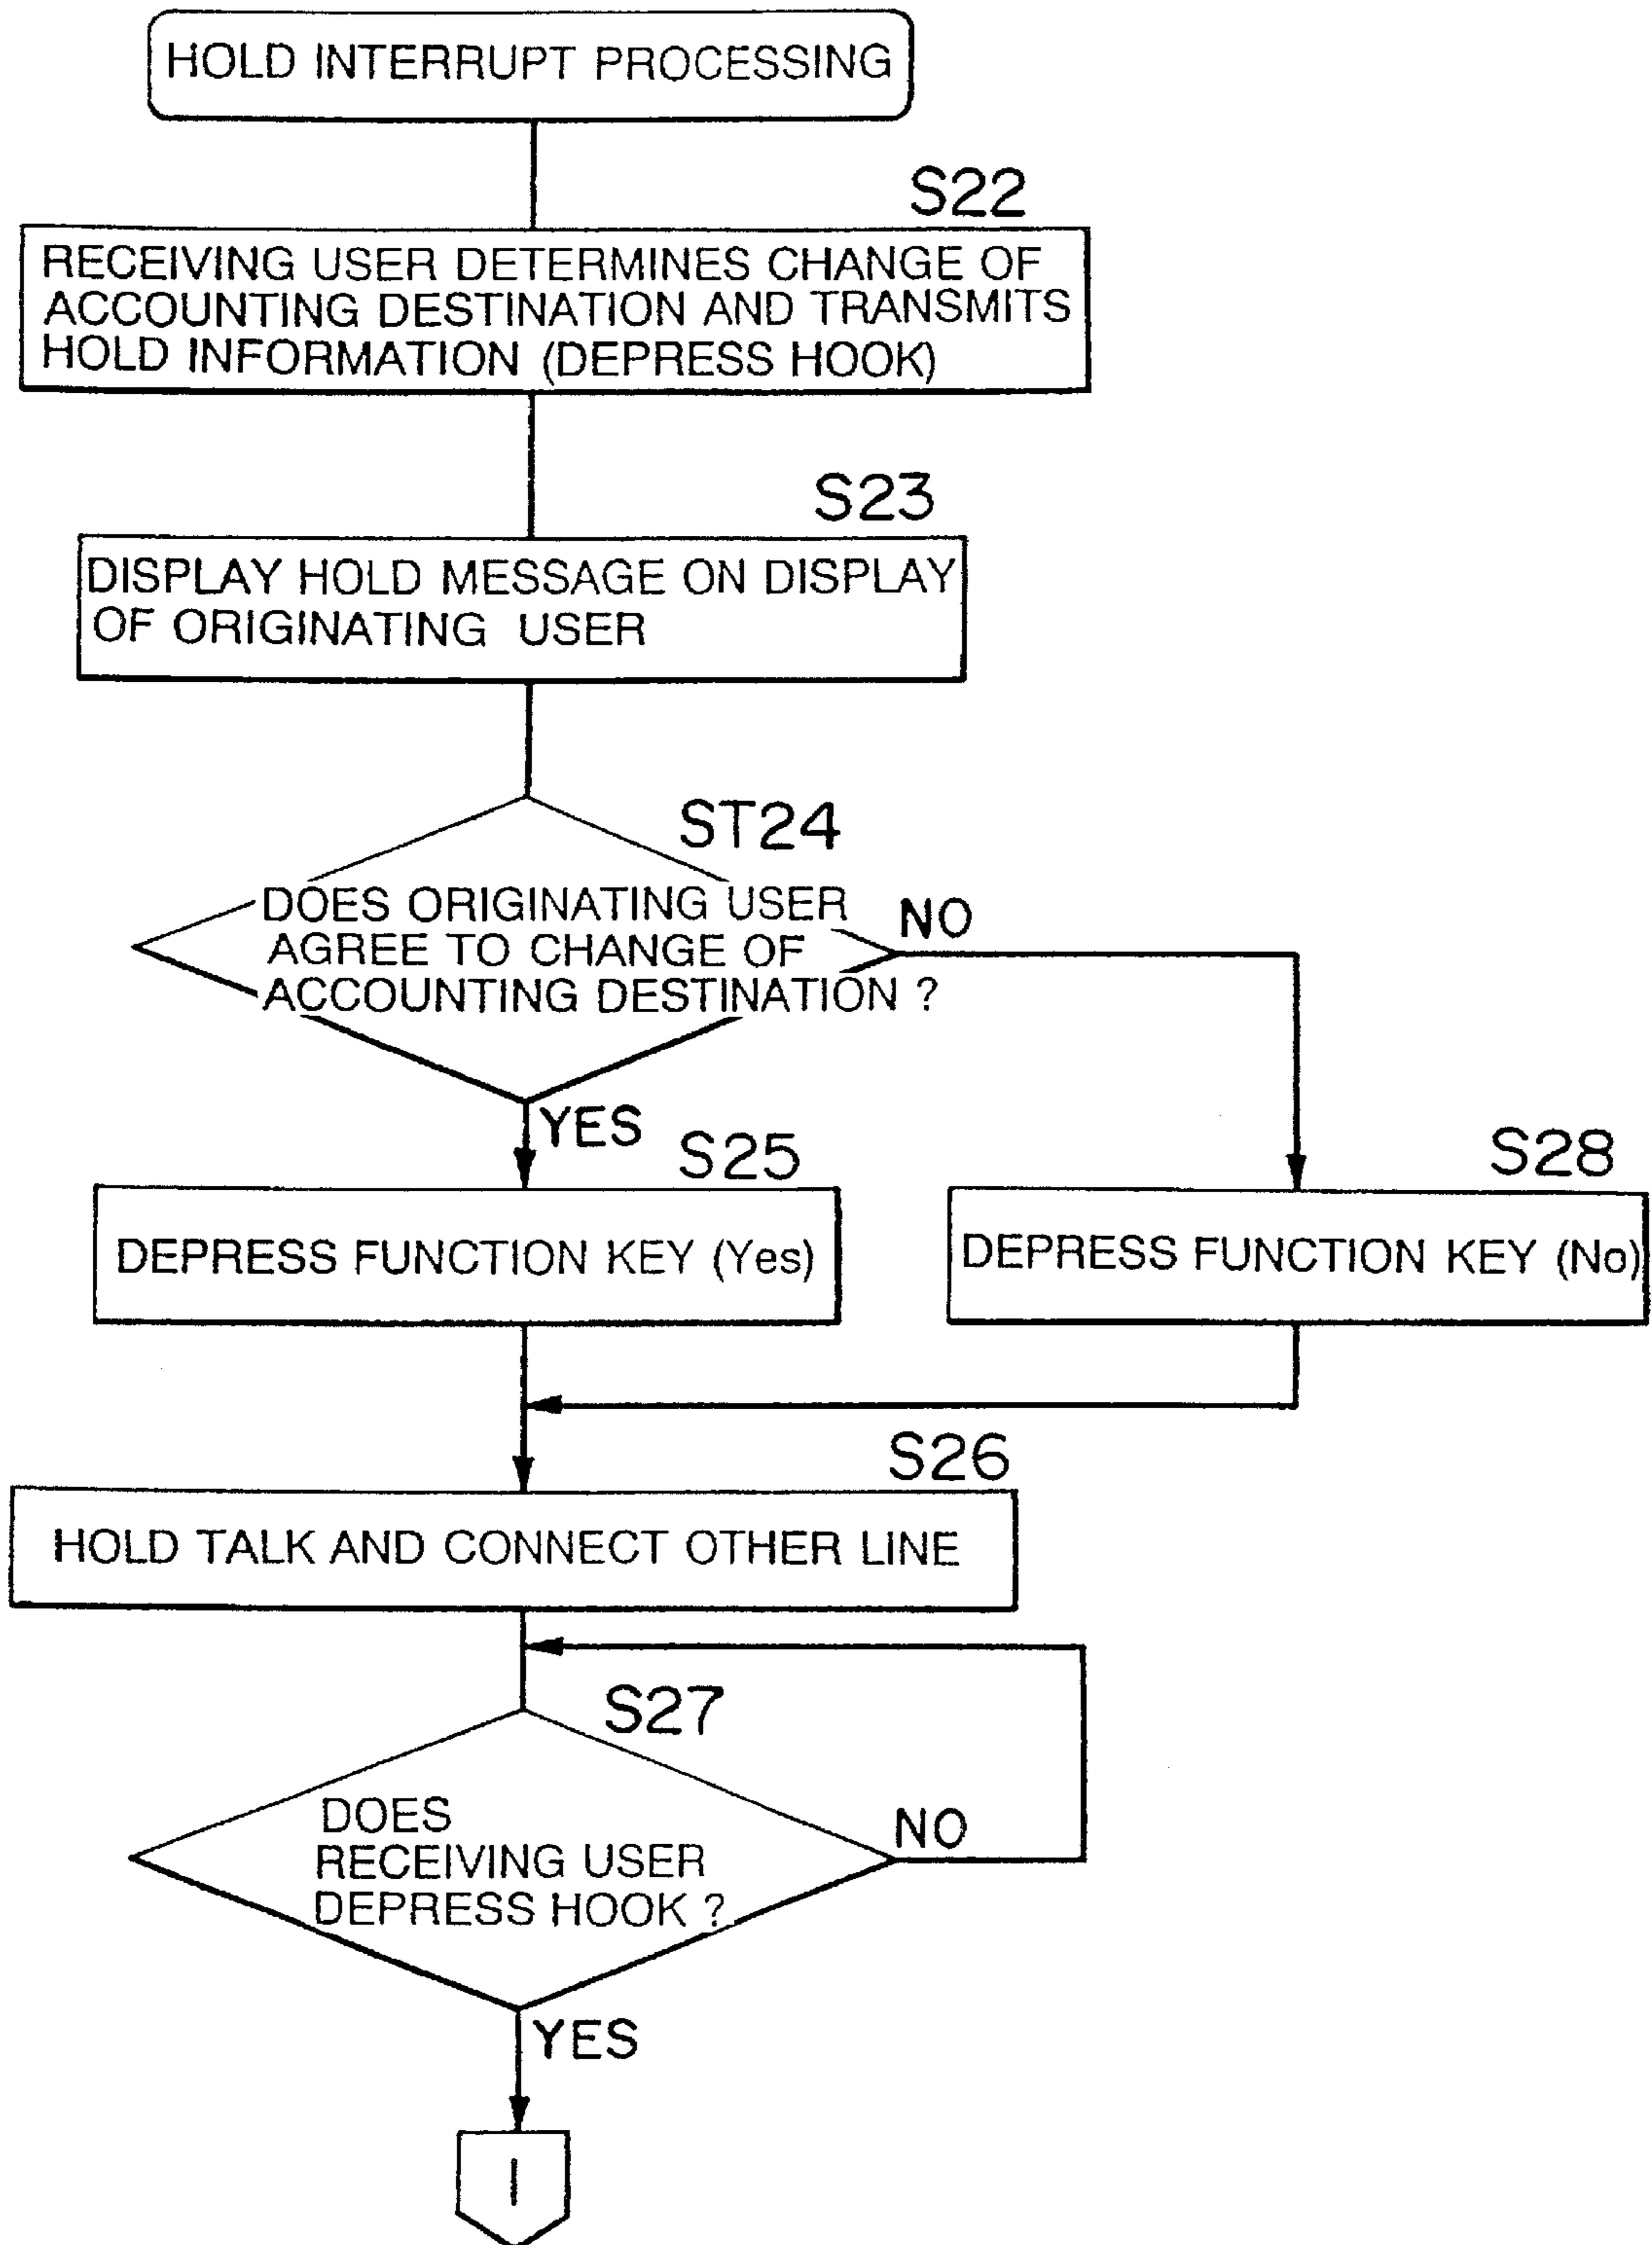 HOLD INTERRUPT PROCESSING
S22
RECEIVING USER DETERMINES CHANGE OF
ACCOUNTING DESTINATION AND TRANSMITS
HOLD INFORMATION (DEPRESS HOOK)
S23
DISPLAY HOLD MESSAGE ON DISPLAY
OF ORIGINATING USER
ST24
DOES ORIGINATING USER
AGREE TO CHANGE OF
ACCOUNTING DESTINATION ?
NO
YES
S25
DEPRESS FUNCTION KEY (Yes)
S28
DEPRESS FUNCTION KEY (No)
S26
HOLD TALK AND CONNECT OTHER LINE
S27
DOES
RECEIVING USER
DEPRESS HOOK ?
NO
YES
I